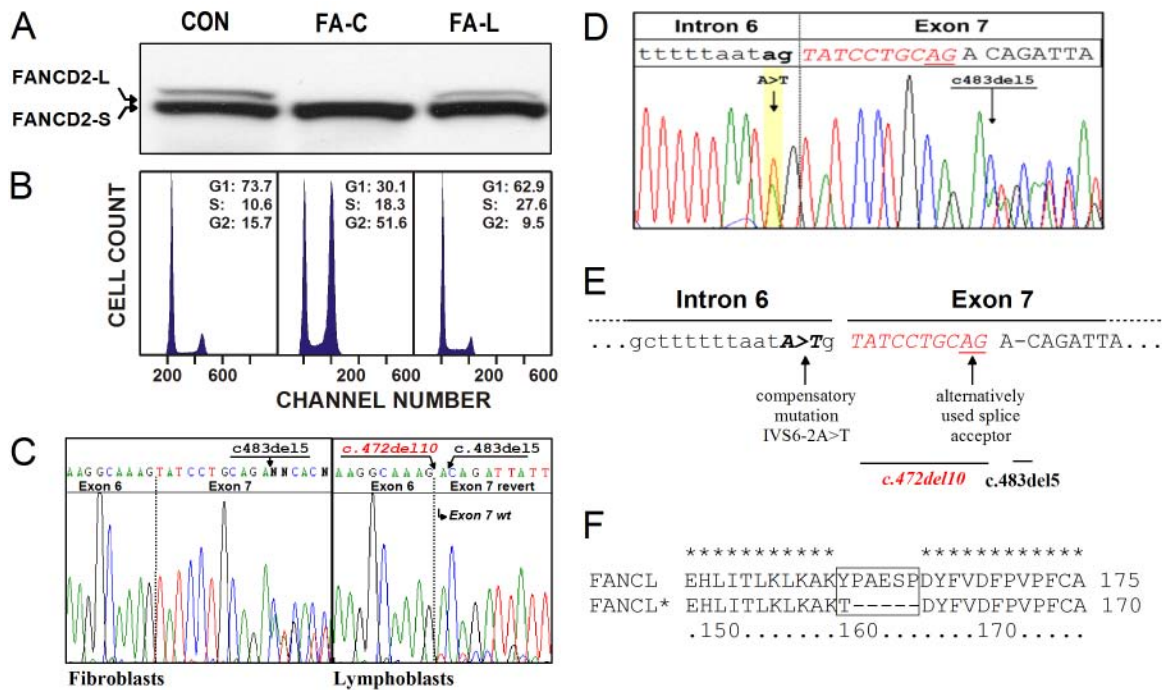 A
CON FA-C FA-L
FANCD2-L
FANCD2-S
B
CELL COUNT
G1: 73.7
S: 10.6
G2: 15.7
G1: 30.1
S: 18.3
G2: 51.6
G1: 62.9
S: 27.6
G2: 9.5
200 600 200 600 200 600
CHANNEL NUMBER
C
c483del5
AAGGCAAAGTATCCTGCAGANNCACN
Exon 6 Exon 7
Fibroblasts
c.472del10 c.483del5
AAGGCAAAGACAGATTATT
Exon 6 Exon 7 revert
Exon 7 wt
Lymphoblasts
D
Intron 6 Exon 7
tttttaatag TATCCTGCAG A CAGATTA
A>T
c483del5
E
Intron 6 Exon 7
...gcttttttaatA>Tg TATCCTGCAG A-CAGATTA...
compensatory
mutation
IVS6-2A>T
alternatively
used splice
acceptor
c.472del10 c.483del5
F
*********** ************
FANCL EHLITLKLKAKYPAESPDYFVDFPVPFCA 175
FANCL* EHLITLKLKAKT-----DYFVDFPVPFCA 170
.150.......160.......170.....